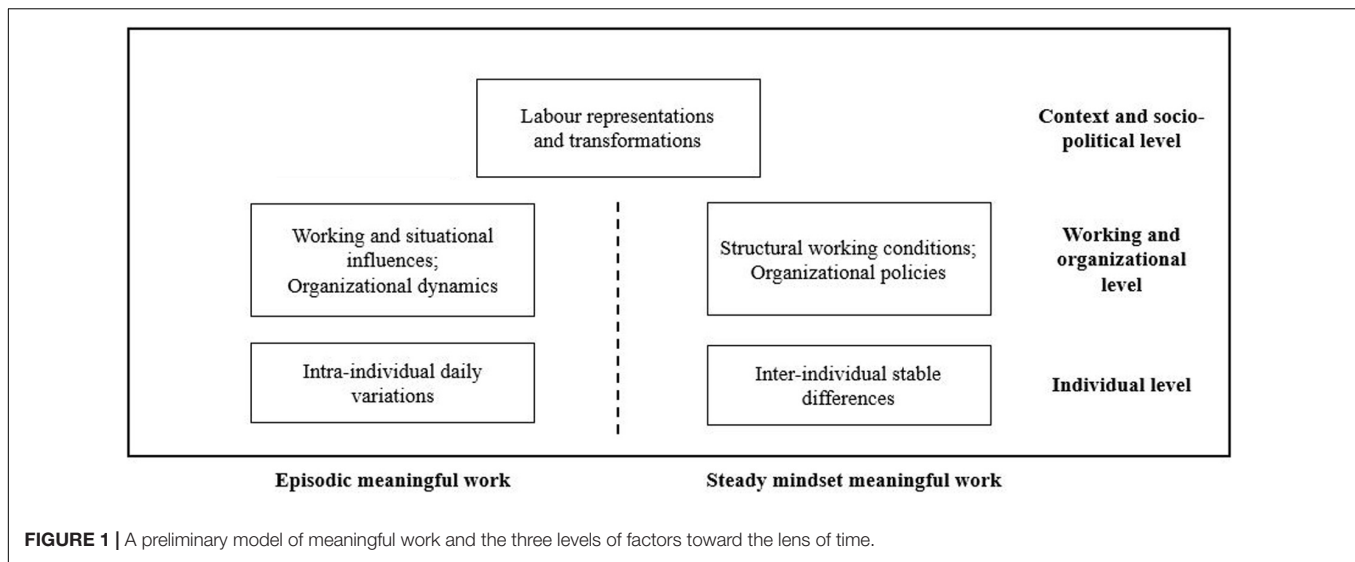 Labour representations
and transformations
Context and socio-
political level
Working and situational
influences;
Organizational dynamics
Structural working conditions;
Organizational policies
Working and
organizational
level
Intra-individual daily
variations
Inter-individual stable
differences
Individual level
Episodic meaningful work
Steady mindset meaningful work
FIGURE 1 | A preliminary model of meaningful work and the three levels of factors toward the lens of time.